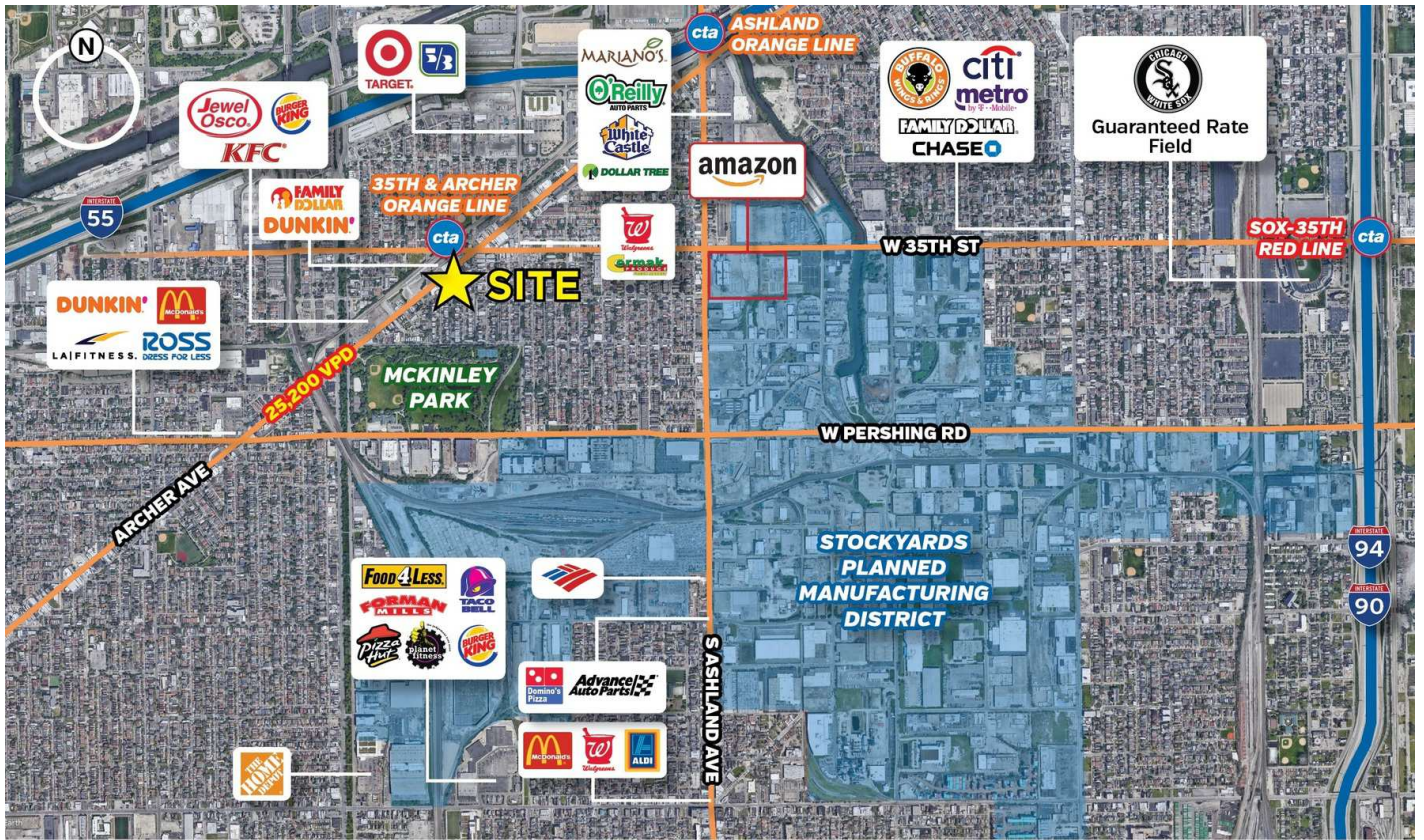 N
TARGET.
5/3
Jewel
Osco
BURGER
KING
KFC
MARIANO'S.
O'Reilly
AUTO PARTS
White
Castle
DOLLAR TREE
cta
ASHLAND
ORANGE LINE
BUFFALO
WINGS & RINGS
citi
metro
by T-Mobile
FAMILY DOLLAR
CHASE
CHICAGO
Sox
WHITE SOX
Guaranteed Rate
Field
amazon
INTERSTATE
55
FAMILY
DOLLAR
DUNKIN'
35TH & ARCHER
ORANGE LINE
cta
Walgreens
Cermak
PRODUCE
W 35TH ST
SOX-35TH
RED LINE
cta
SITE
DUNKIN'
McDonald's
LA|FITNESS.
ROSS
DRESS FOR LESS
25,200 VPD
MCKINLEY
PARK
W PERSHING RD
ARCHER AVE
STOCKYARDS
PLANNED
MANUFACTURING
DISTRICT
INTERSTATE
94
INTERSTATE
90
FOOD 4 LESS
FORMAN
MILLS
TACO
BELL
Pizza
Hut
planet
fitness
BURGER
KING
Domino's
Pizza
Advance
Auto Parts
S ASHLAND AVE
McDonald's
Walgreens
ALDI
THE
HOME
DEPOT